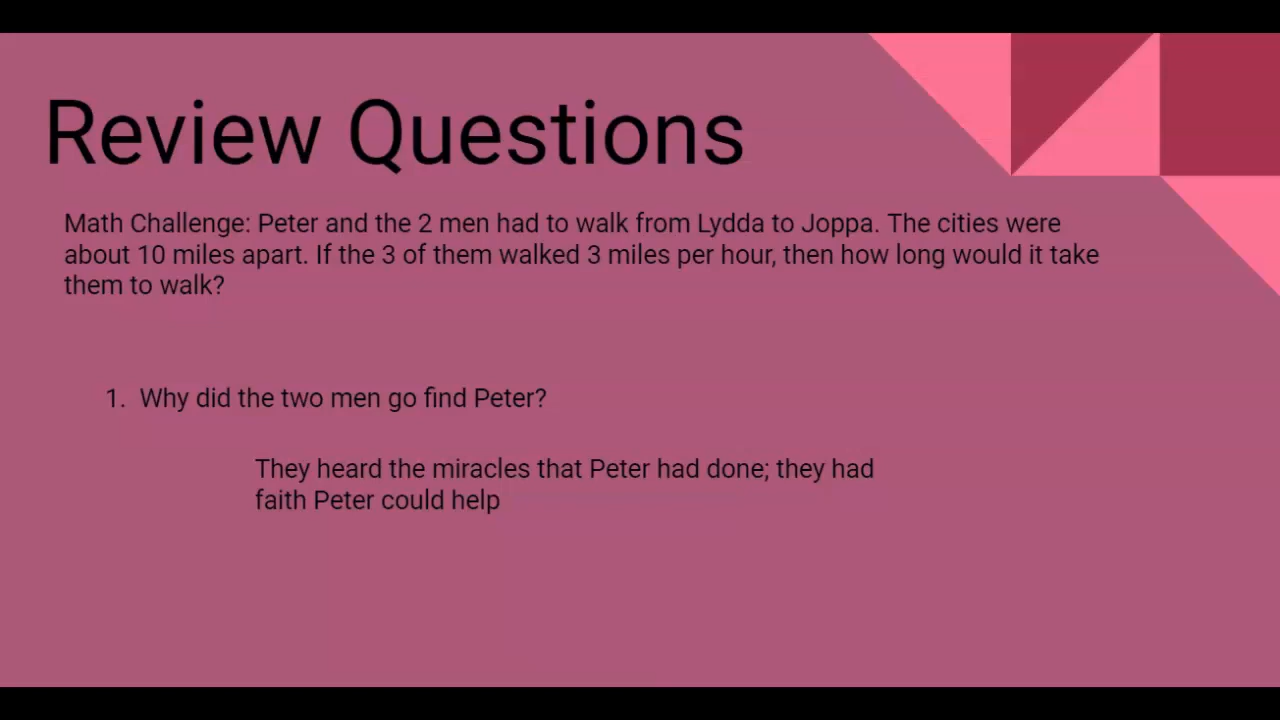 Review Questions
Math Challenge: Peter and the 2 men had to walk from Lydda to Joppa. The cities were
about 10 miles apart. If the 3 of them walked 3 miles per hour, then how long would it take
them to walk?
1. Why did the two men go find Peter?
They heard the miracles that Peter had done; they had
faith Peter could help